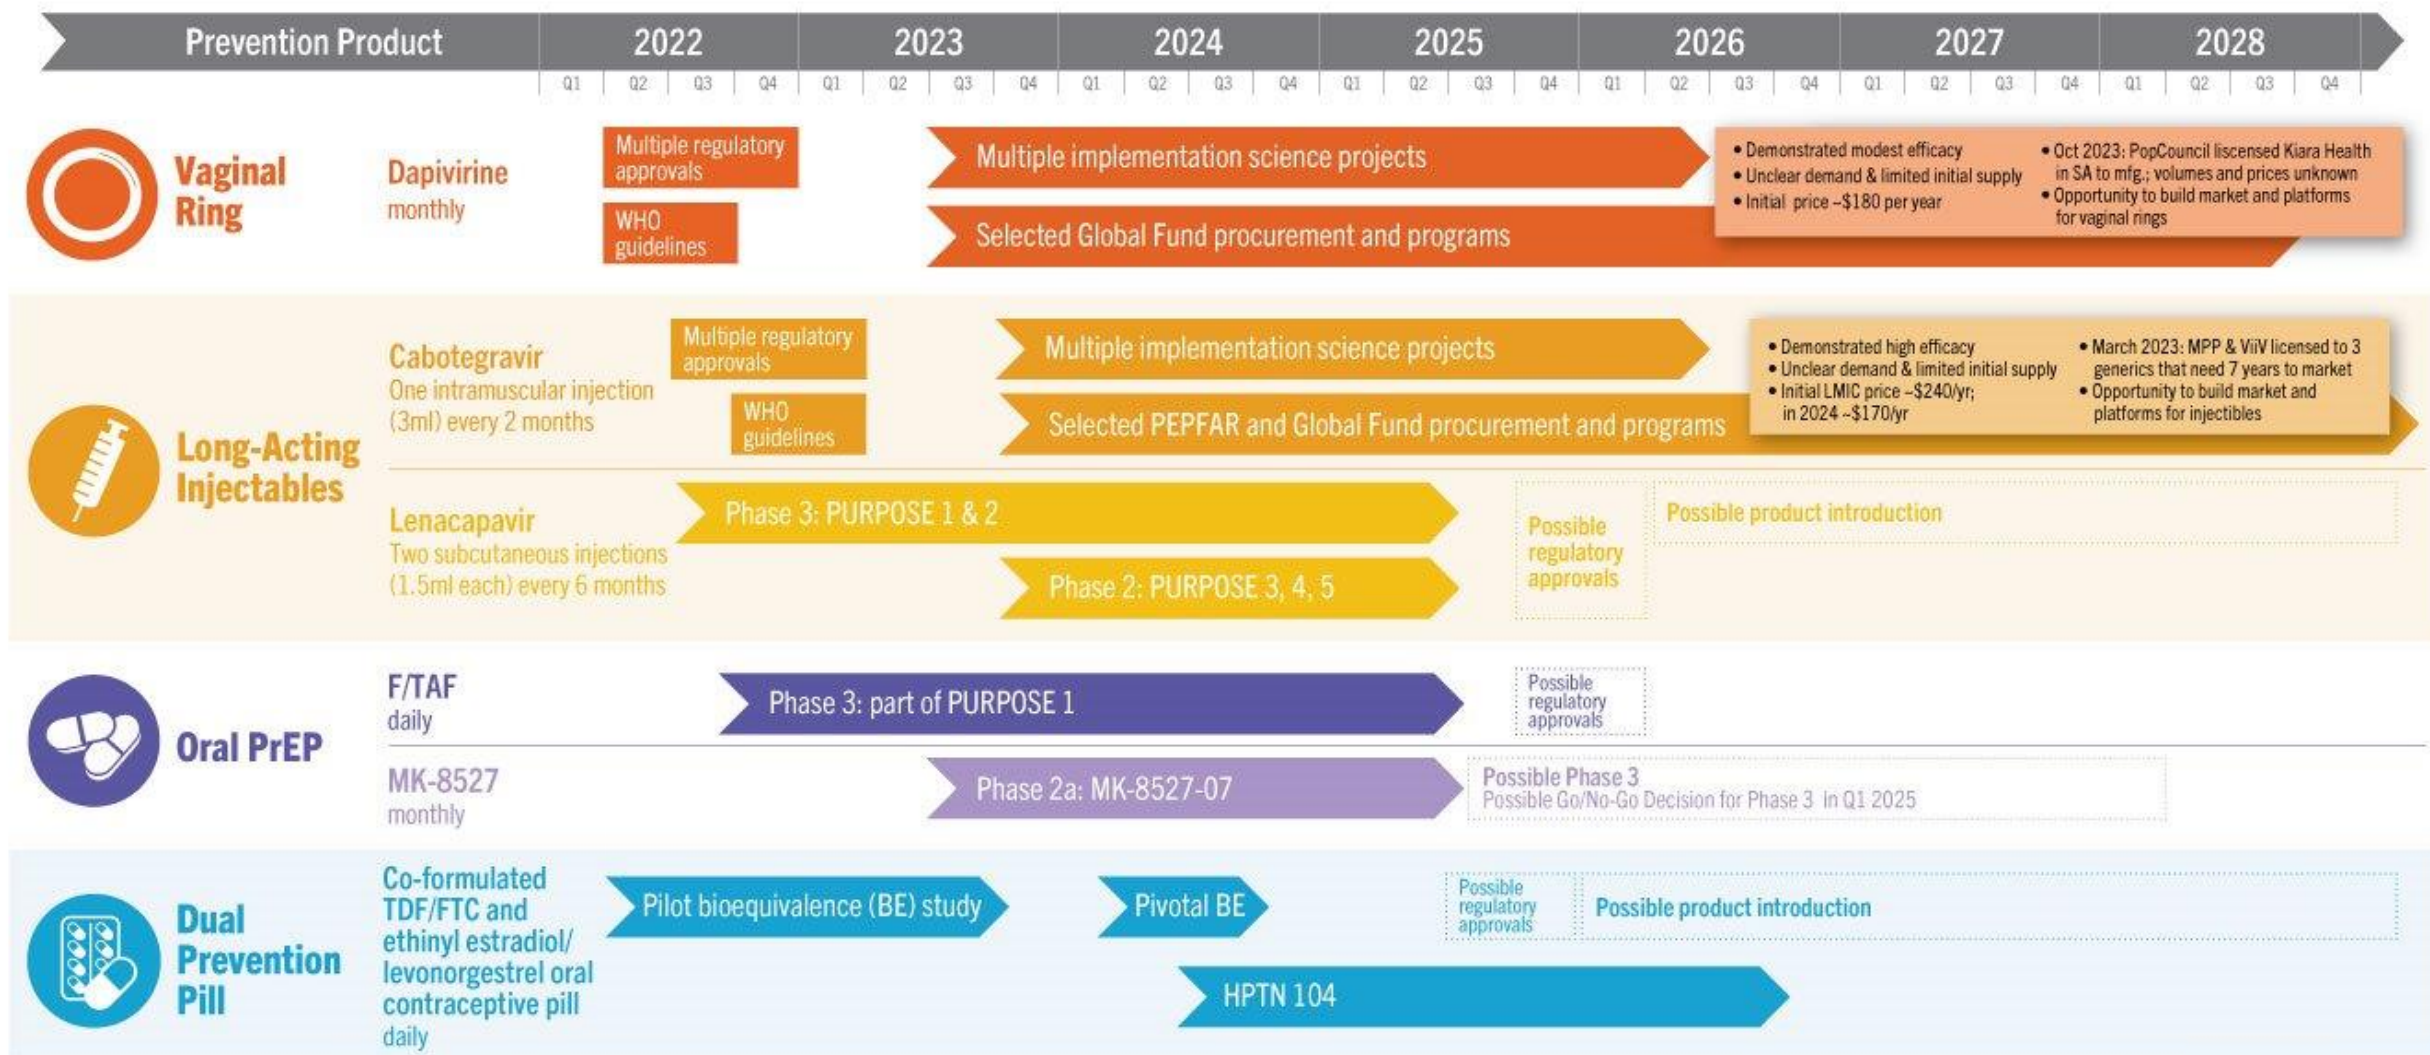 Prevention Product
2022
2023
2024
2025
2026
2027
2028
Q1 Q2 Q3 Q4 Q1 Q2 Q3 Q4 Q1 Q2 Q3 Q4 Q1 Q2 Q3 Q4 Q1 Q2 Q3 Q4 Q1 Q2 Q3 Q4 Q1 Q2 Q3 Q4
Vaginal
Ring
Dapivirine
monthly
Multiple regulatory
approvals
WHO
guidelines
Multiple implementation science projects
Selected Global Fund procurement and programs
• Demonstrated modest efficacy
• Unclear demand & limited initial supply
• Initial price ~$180 per year
• Oct 2023: PopCouncil liscensed Kiara Health
in SA to mfg.; volumes and prices unknown
• Opportunity to build market and platforms
for vaginal rings
Long-Acting
Injectables
Cabotegravir
One intramuscular injection
(3ml) every 2 months
Multiple regulatory
approvals
WHO
guidelines
Multiple implementation science projects
Selected PEPFAR and Global Fund procurement and programs
• Demonstrated high efficacy
• Unclear demand & limited initial supply
• Initial LMIC price ~$240/yr;
in 2024 ~$170/yr
• March 2023: MPP & ViiV licensed to 3
generics that need 7 years to market
• Opportunity to build market and
platforms for injectibles
Lenacapavir
Two subcutaneous injections
(1.5ml each) every 6 months
Phase 3: PURPOSE 1 & 2
Phase 2: PURPOSE 3, 4, 5
Possible
regulatory
approvals
Possible product introduction
Oral PrEP
F/TAF
daily
Phase 3: part of PURPOSE 1
Possible
regulatory
approvals
MK-8527
monthly
Phase 2a: MK-8527-07
Possible Phase 3
Possible Go/No-Go Decision for Phase 3 in Q1 2025
Dual
Prevention
Pill
Co-formulated
TDF/FTC and
ethinyl estradiol/
levonorgestrel oral
contraceptive pill
daily
Pilot bioequivalence (BE) study
Pivotal BE
Possible
regulatory
approvals
Possible product introduction
HPTN 104